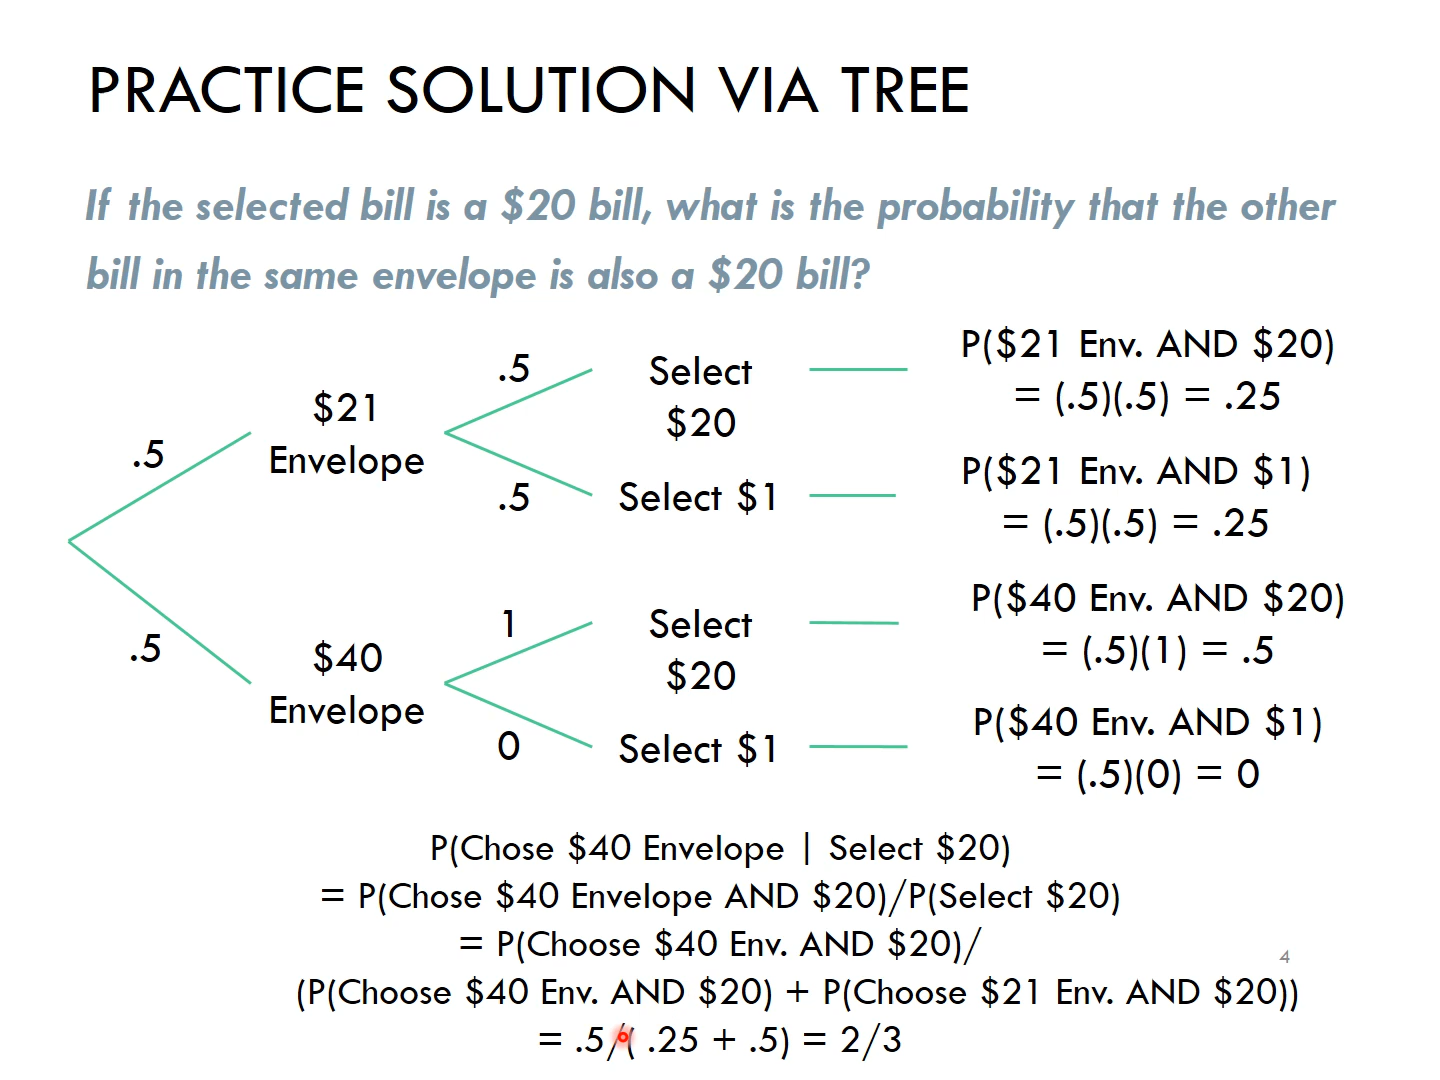 PRACTICE SOLUTION VIA TREE
If the selected bill is a $20 bill, what is the probability that the other
bill in the same envelope is also a $20 bill?
.5
$21
Envelope
.5
Select
$20
P($21 Env. AND $20)
= (.5)(.5) = .25
.5
Select $1
P($21 Env. AND $1)
= (.5)(.5) = .25
.5
$40
Envelope
1
Select
$20
P($40 Env. AND $20)
= (.5)(1) = .5
0
Select $1
P($40 Env. AND $1)
= (.5)(0) = 0
P(Chose $40 Envelope | Select $20)
= P(Chose $40 Envelope AND $20)/P(Select $20)
= P(Choose $40 Env. AND $20)/
(P(Choose $40 Env. AND $20) + P(Choose $21 Env. AND $20))
= .5/( .25 + .5) = 2/3
4